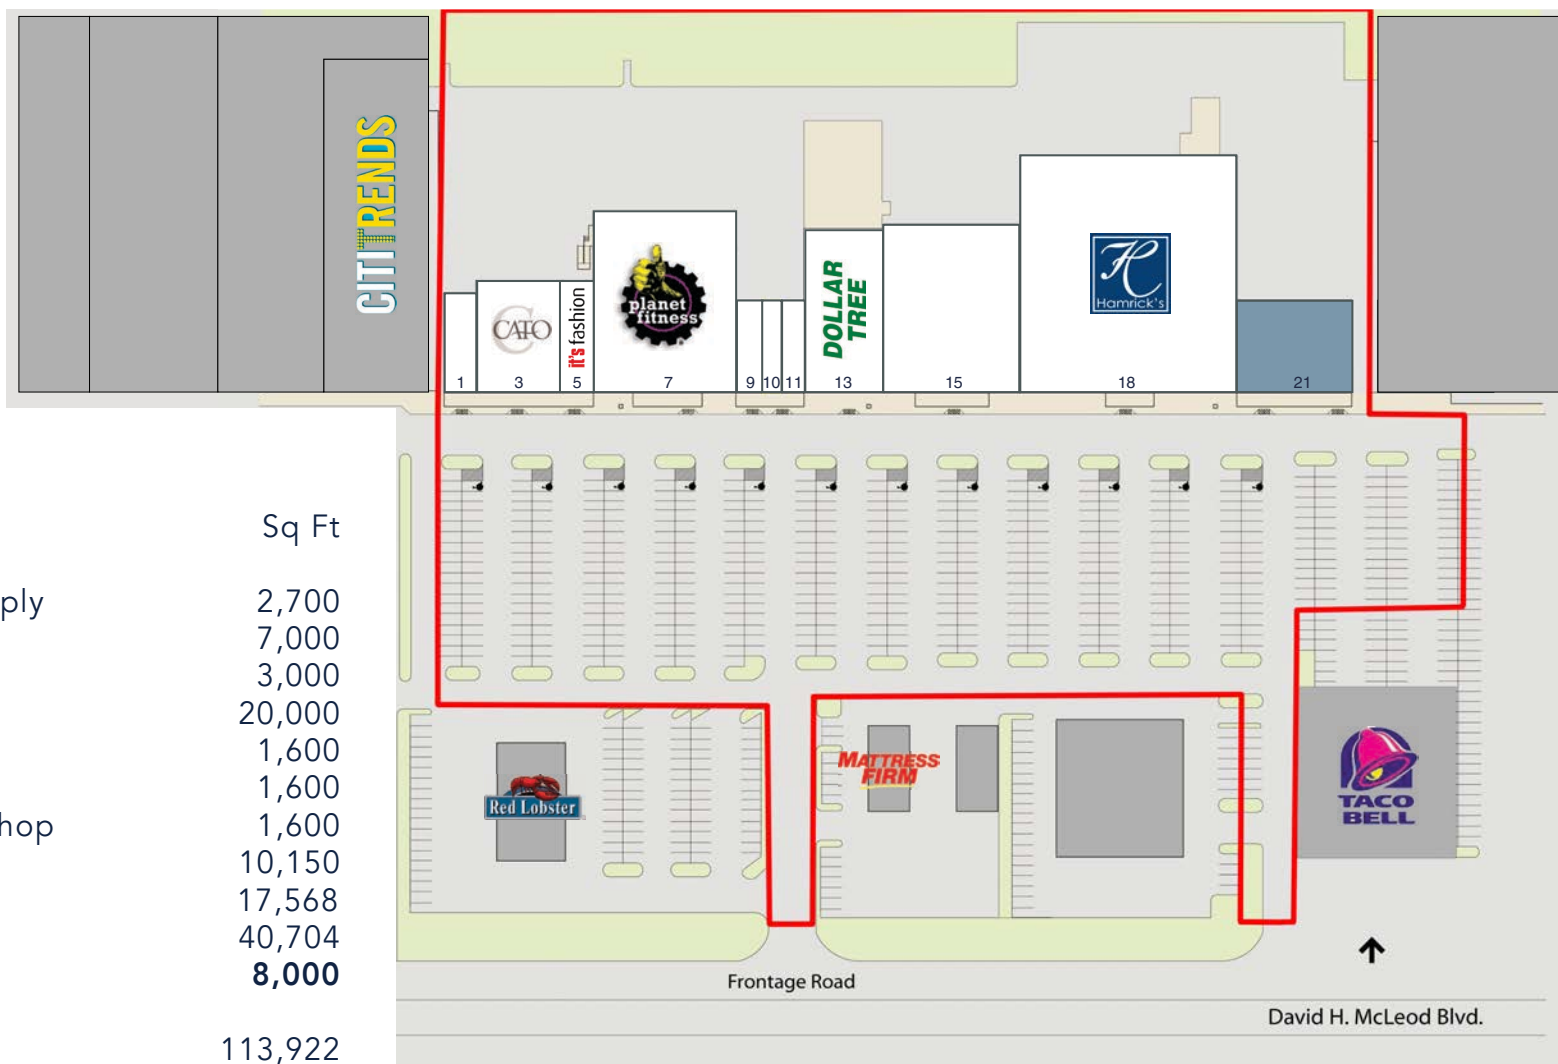 CITITRENDS
CATO
it's fashion
planet
fitness
DOLLAR
TREE
H
Hamrick's
1
3
5
7
9
10
11
13
15
18
21
Sq Ft
ply 2,700
7,000
3,000
20,000
1,600
1,600
hop 1,600
10,150
17,568
40,704
8,000
113,922
Red Lobster
MATTRESS
FIRM
TACO
BELL
Frontage Road
David H. McLeod Blvd.